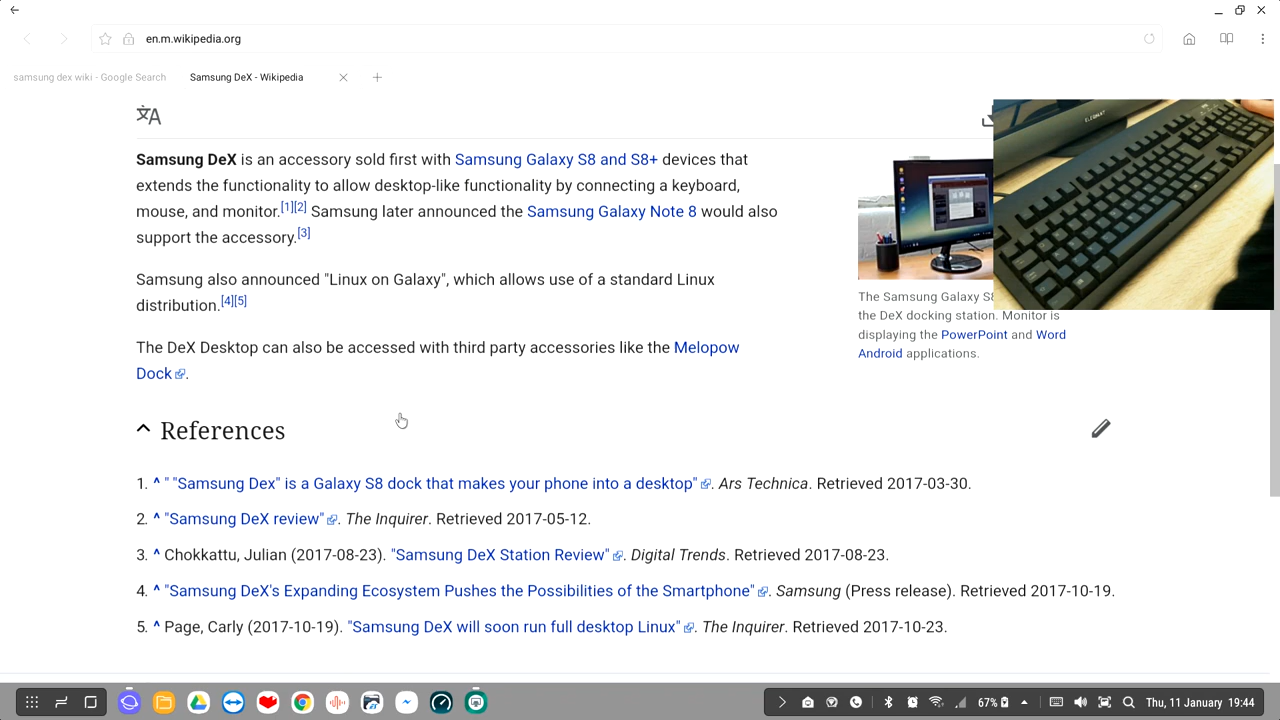 en.m.wikipedia.org
samsung dex wiki - Google Search
Samsung DeX - Wikipedia
Samsung DeX is an accessory sold first with Samsung Galaxy S8 and S8+ devices that
extends the functionality to allow desktop-like functionality by connecting a keyboard,
mouse, and monitor.[1][2] Samsung later announced the Samsung Galaxy Note 8 would also
support the accessory.[3]
Samsung also announced "Linux on Galaxy", which allows use of a standard Linux
distribution.[4][5]
The DeX Desktop can also be accessed with third party accessories like the Melopow
Dock.
The Samsung Galaxy S8
the DeX docking station. Monitor is
displaying the PowerPoint and Word
Android applications.
References
1. ^ " "Samsung Dex" is a Galaxy S8 dock that makes your phone into a desktop". Ars Technica. Retrieved 2017-03-30.
2. ^ "Samsung DeX review". The Inquirer. Retrieved 2017-05-12.
3. ^ Chokkattu, Julian (2017-08-23). "Samsung DeX Station Review". Digital Trends. Retrieved 2017-08-23.
4. ^ "Samsung DeX's Expanding Ecosystem Pushes the Possibilities of the Smartphone". Samsung (Press release). Retrieved 2017-10-19.
5. ^ Page, Carly (2017-10-19). "Samsung DeX will soon run full desktop Linux". The Inquirer. Retrieved 2017-10-23.
67%
Thu, 11 January 19:44